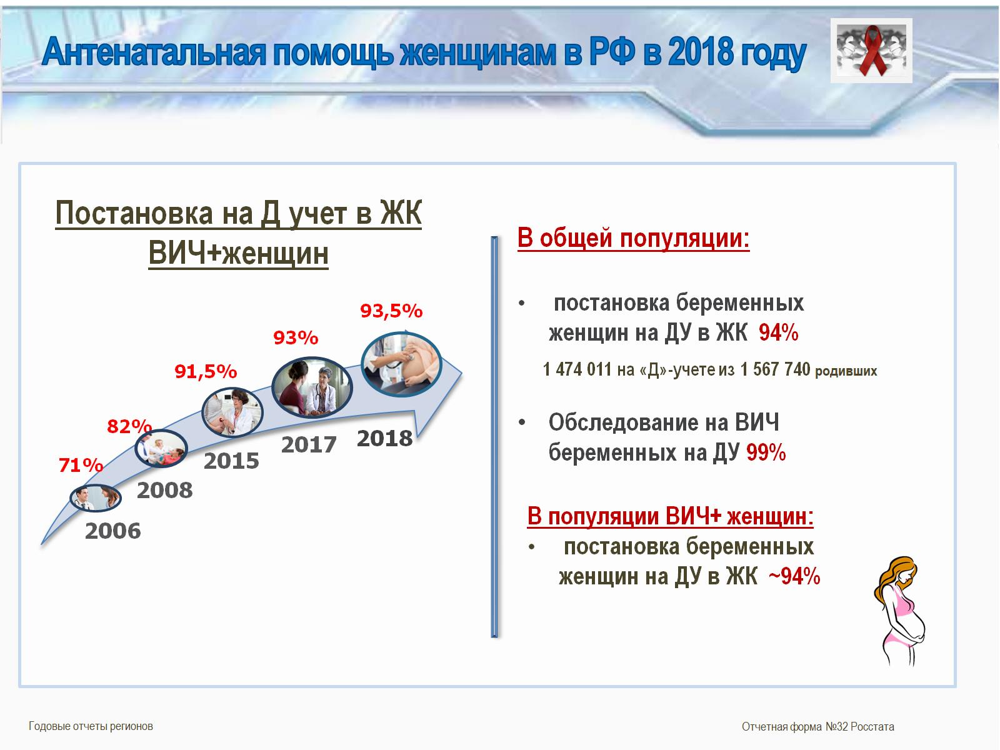 Антенатальная помощь женщинам в РФ в 2018 году
Постановка на Д учет в ЖК
ВИЧ+женщин
93,5%
93%
91,5%
82%
71%
2018
2017
2015
2008
2006
В общей популяции:
• постановка беременных
женщин на ДУ в ЖК 94%
1 474 011 на «Д»-учете из 1 567 740 родивших
• Обследование на ВИЧ
беременных на ДУ 99%
В популяции ВИЧ+ женщин:
• постановка беременных
женщин на ДУ в ЖК ~94%
Годовые отчеты регионов
Отчетная форма №32 Росстата